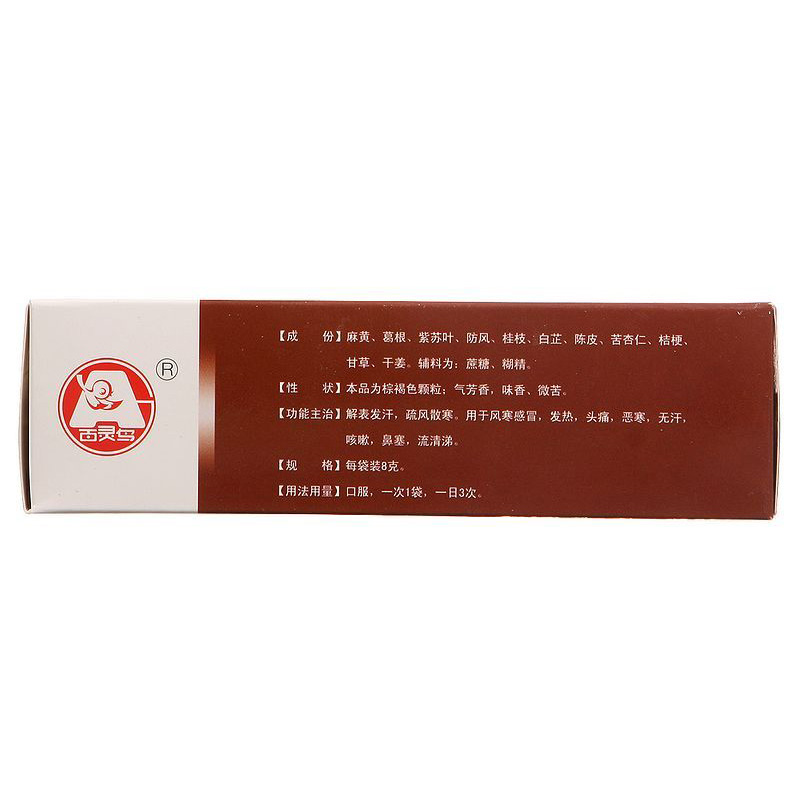 百灵鸟
®
【成　份】麻黄、葛根、紫苏叶、防风、桂枝、白芷、陈皮、苦杏仁、桔梗、
甘草、干姜。辅料为：蔗糖、糊精。
【性　状】本品为棕褐色颗粒；气芳香，味香、微苦。
【功能主治】解表发汗，疏风散寒。用于风寒感冒，发热，头痛，恶寒，无汗，
咳嗽，鼻塞，流清涕。
【规　格】每袋装8克。
【用法用量】口服，一次1袋，一日3次。